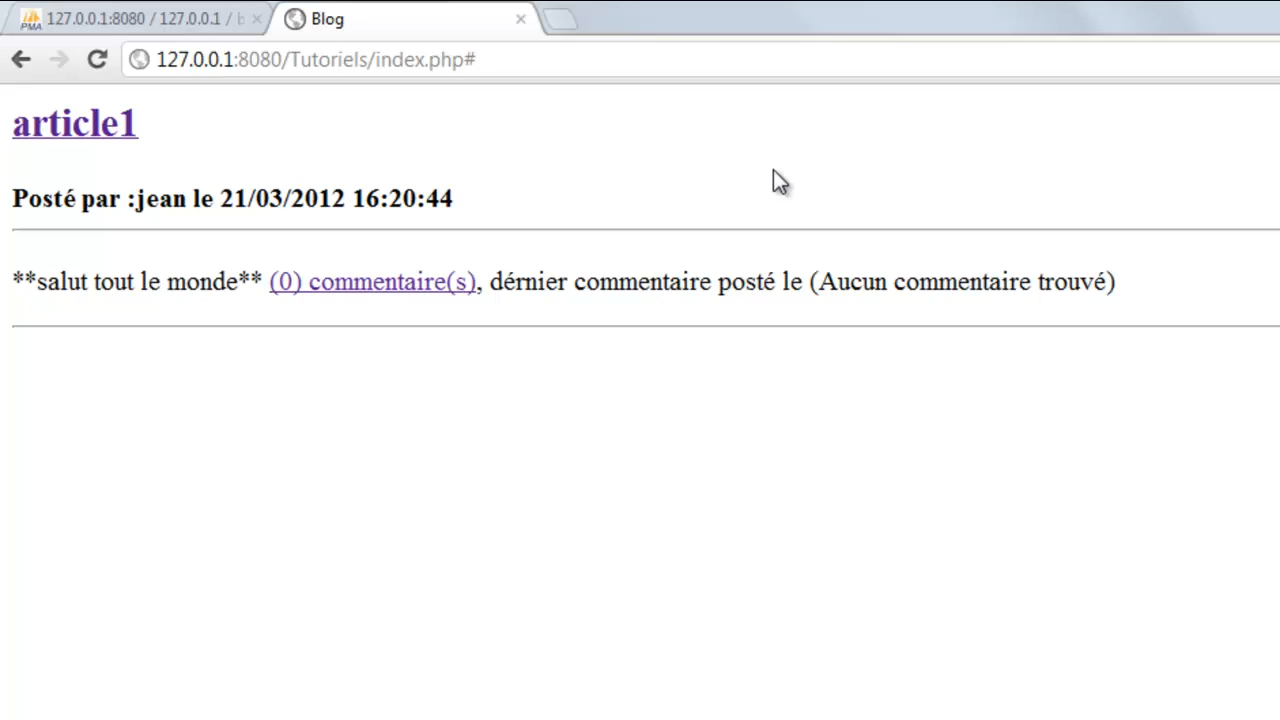 PMA 127.0.0.1:8080 / 127.0.0.1 / b
Blog
127.0.0.1:8080/Tutoriels/index.php#
article1
Posté par :jean le 21/03/2012 16:20:44
**salut tout le monde** (0) commentaire(s), dérnier commentaire posté le (Aucun commentaire trouvé)